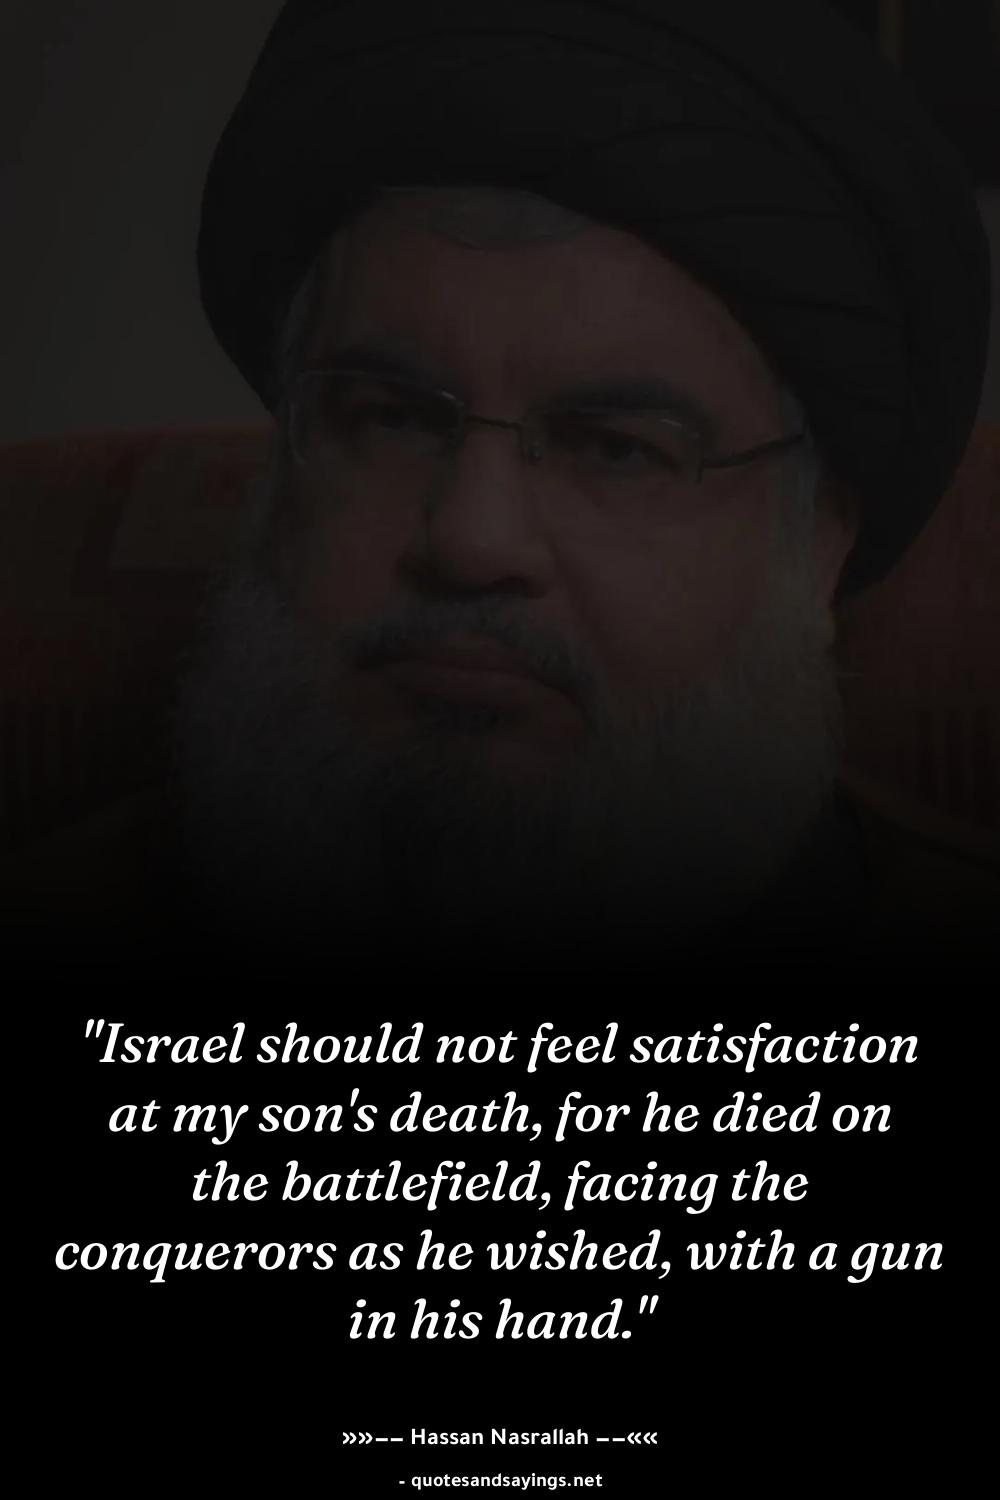 "Israel should not feel satisfaction
at my son's death, for he died on
the battlefield, facing the
conquerors as he wished, with a gun
in his hand."
»»−− Hassan Nasrallah −−««
- quotesandsayings.net